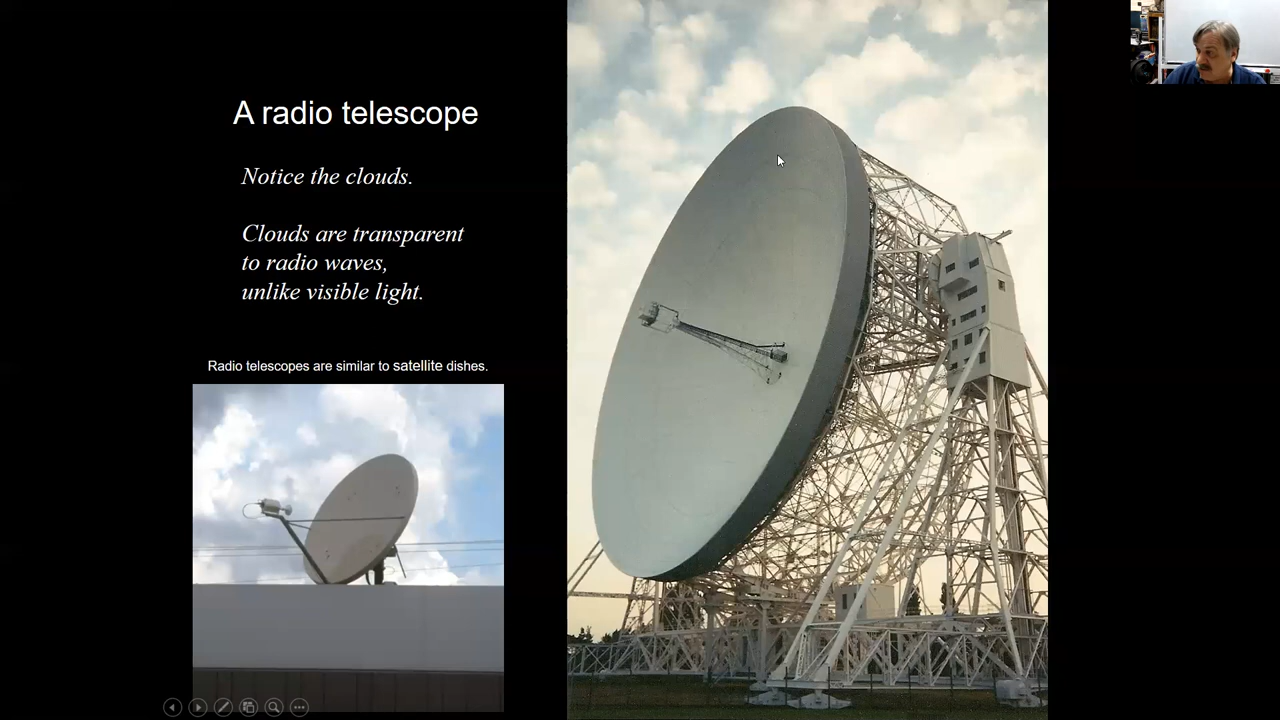 A radio telescope
Notice the clouds.
Clouds are transparent
to radio waves,
unlike visible light.
Radio telescopes are similar to satellite dishes.